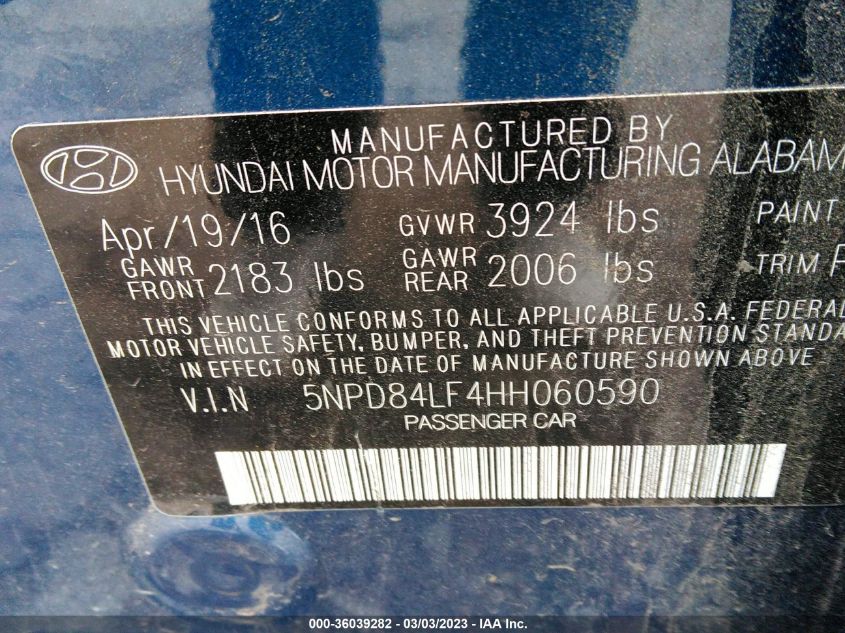 MANUFACTURED BY
HYUNDAI MOTOR MANUFACTURING ALABAM
Apr/19/16 GVWR 3924 lbs PAINT
GAWR FRONT 2183 lbs GAWR REAR 2006 lbs TRIM F
THIS VEHICLE CONFORMS TO ALL APPLICABLE U.S.A. FEDERAL
MOTOR VEHICLE SAFETY, BUMPER, AND THEFT PREVENTION STANDA
IN EFFECT ON THE DATE OF MANUFACTURE SHOWN ABOVE
V.I.N 5NPD84LF4HH060590
PASSENGER CAR
000-36039282 - 03/03/2023 - IAA Inc.